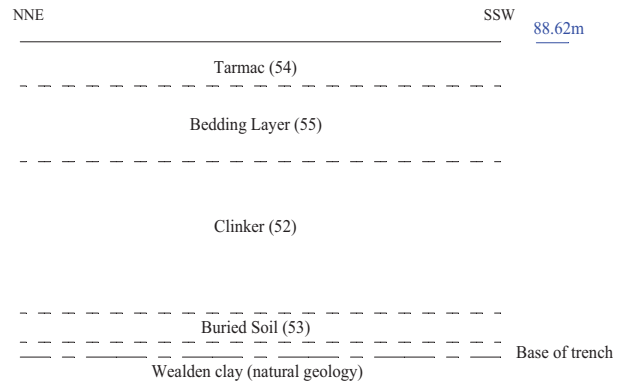 NNE SSW
88.62m
Tarmac (54)
Bedding Layer (55)
Clinker (52)
Buried Soil (53)
Base of trench
Wealden clay (natural geology)